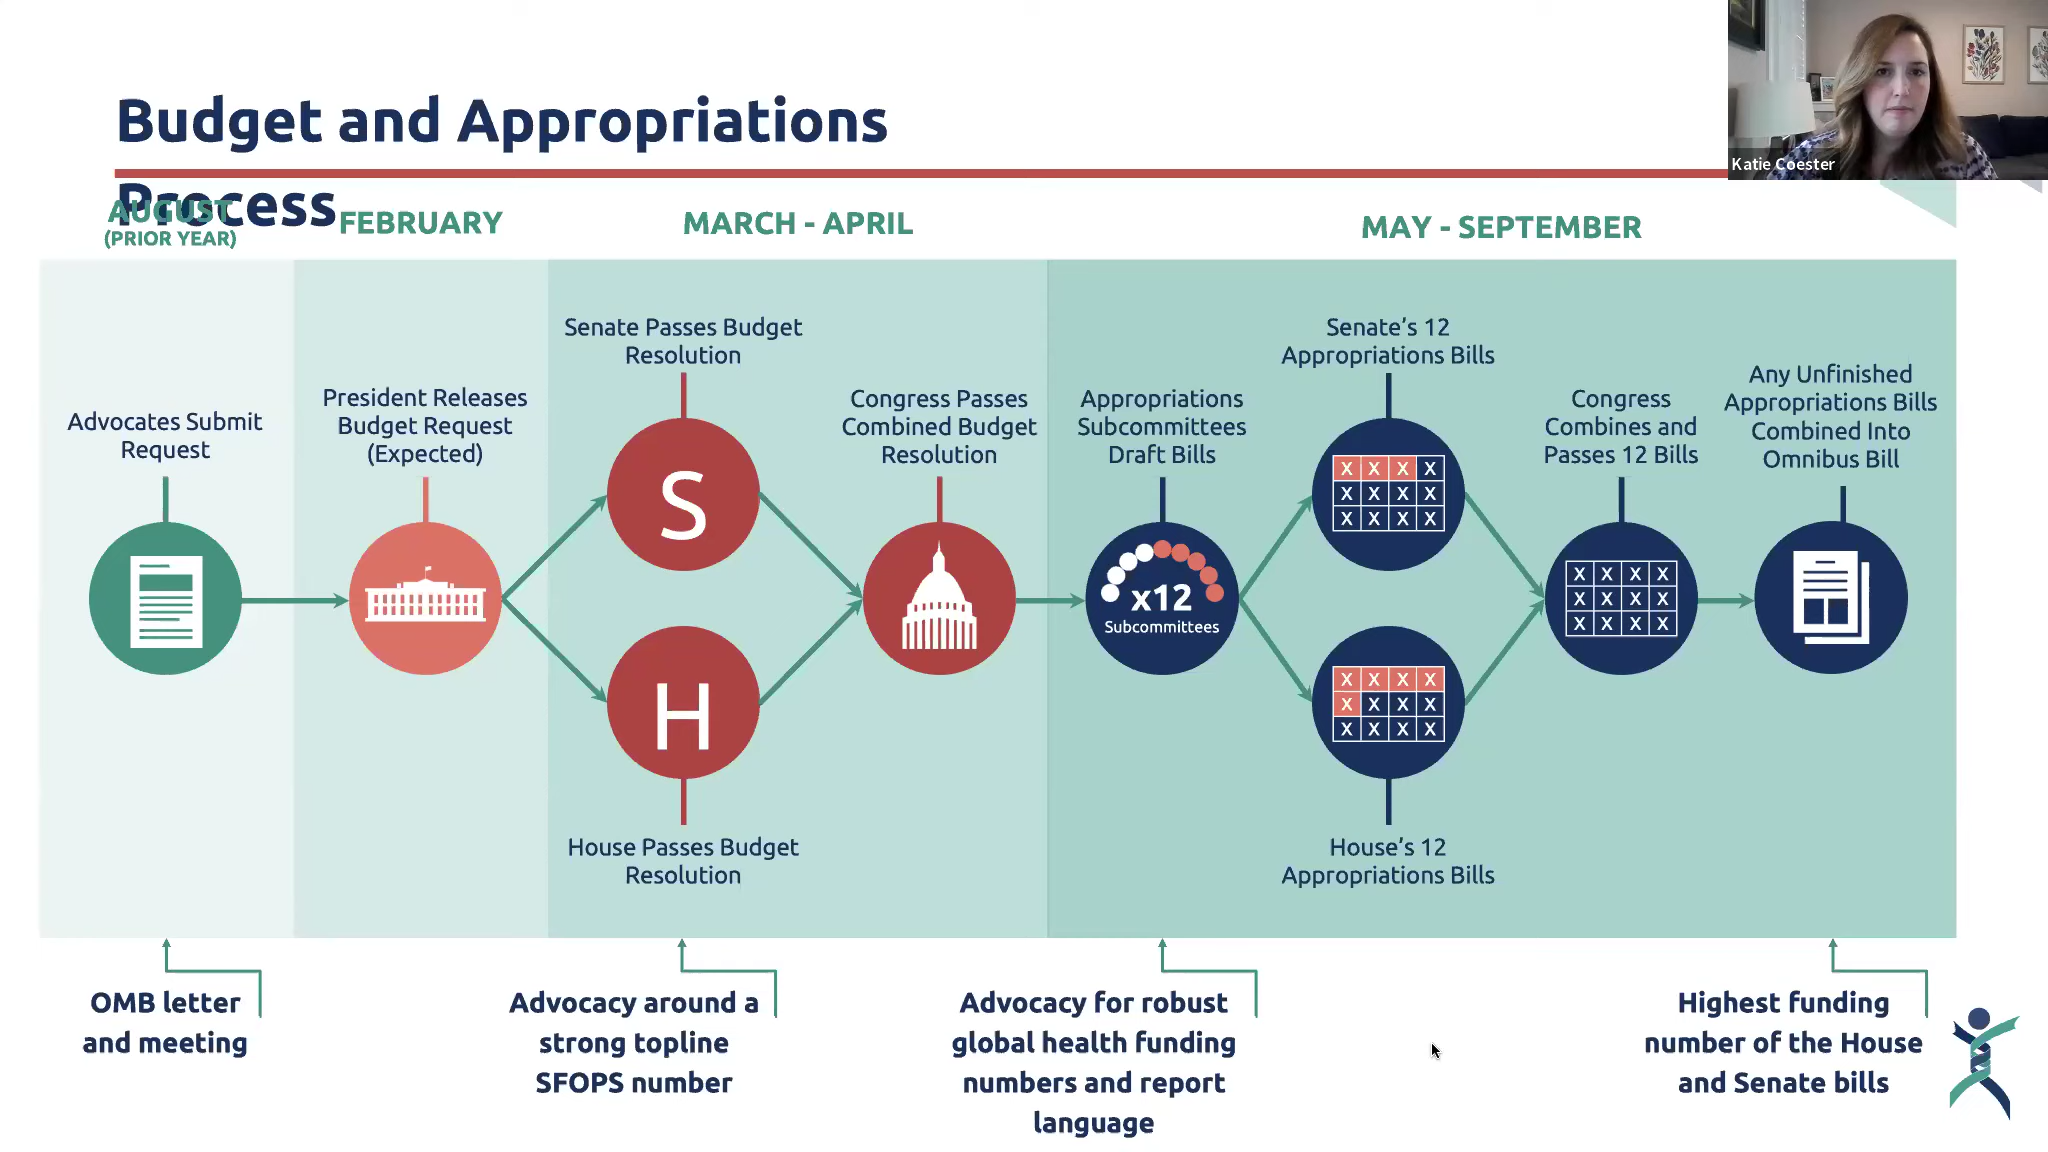 Budget and Appropriations
Process
Katie Coester
AUGUST
(PRIOR YEAR)
FEBRUARY
MARCH - APRIL
MAY - SEPTEMBER
Advocates Submit
Request
President Releases
Budget Request
(Expected)
Senate Passes Budget
Resolution
S
H
House Passes Budget
Resolution
Congress Passes
Combined Budget
Resolution
Appropriations
Subcommittees
Draft Bills
x12
Subcommittees
Senate's 12
Appropriations Bills
X X X X
X X X X
X X X X
X X X X
X X X X
X X X X
House's 12
Appropriations Bills
Congress
Combines and
Passes 12 Bills
X X X X
X X X X
X X X X
Any Unfinished
Appropriations Bills
Combined Into
Omnibus Bill
OMB letter
and meeting
Advocacy around a
strong topline
SFOPS number
Advocacy for robust
global health funding
numbers and report
language
Highest funding
number of the House
and Senate bills